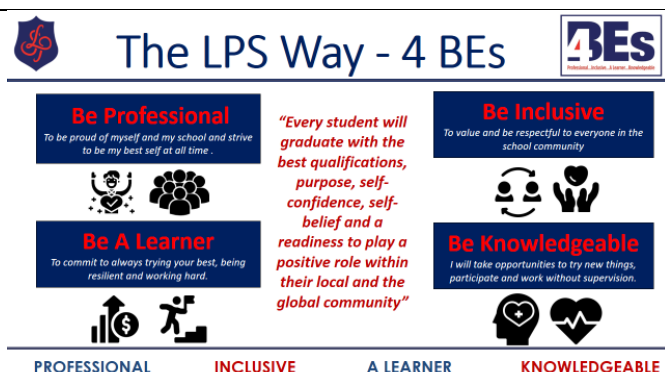 The LPS Way - 4 BEs
4BEs
Professional . Inclusive . A Learner . Knowledgeable
Be Professional
To be proud of myself and my school and strive
to be my best self at all time .
Be A Learner
To commit to always trying your best, being
resilient and working hard.
“Every student will
graduate with the
best qualifications,
purpose, self-
confidence, self-
belief and a
readiness to play a
positive role within
their local and the
global community”
Be Inclusive
To value and be respectful to everyone in the
school community
Be Knowledgeable
I will take opportunities to try new things,
participate and work without supervision.
PROFESSIONAL INCLUSIVE A LEARNER KNOWLEDGEABLE